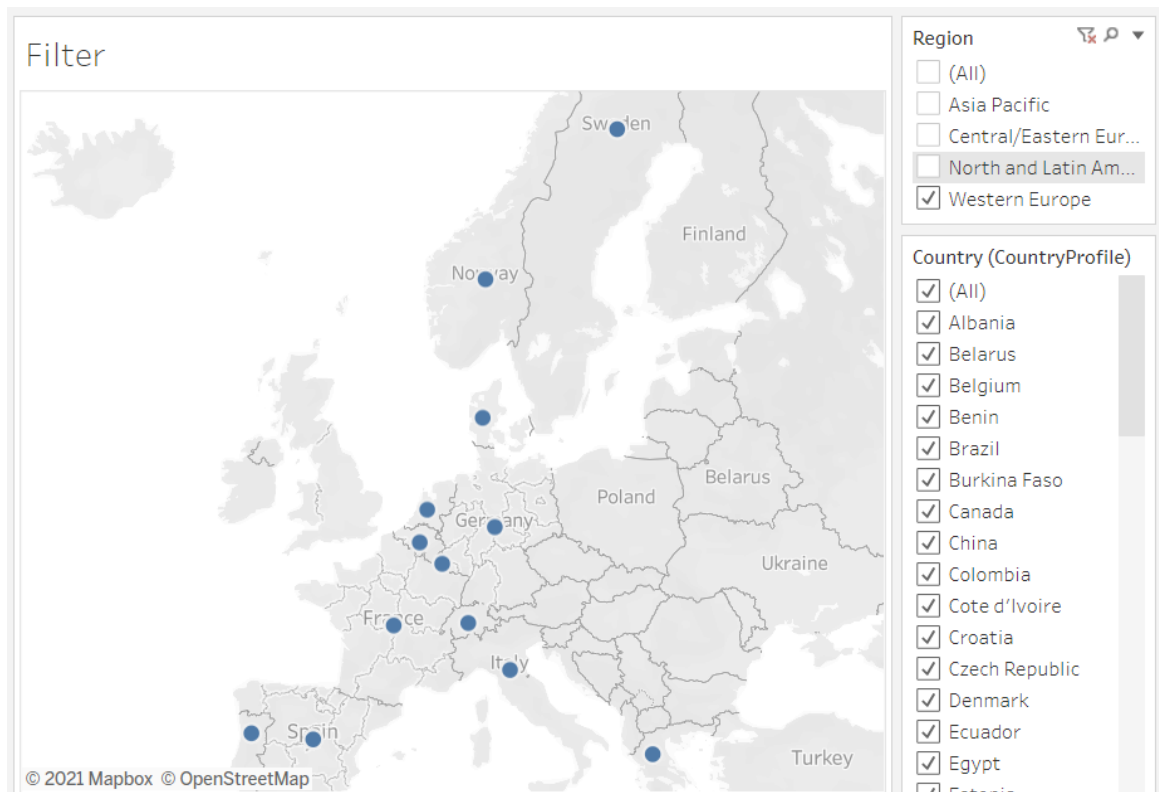 Filter
Sweden
Finland
Norway
Belarus
Poland
Germany
Ukraine
France
Italy
Spain
Turkey
© 2021 Mapbox © OpenStreetMap
Region
(All)
Asia Pacific
Central/Eastern Eur...
North and Latin Am...
Western Europe
Country (CountryProfile)
(All)
Albania
Belarus
Belgium
Benin
Brazil
Burkina Faso
Canada
China
Colombia
Cote d'Ivoire
Croatia
Czech Republic
Denmark
Ecuador
Egypt
Estonia